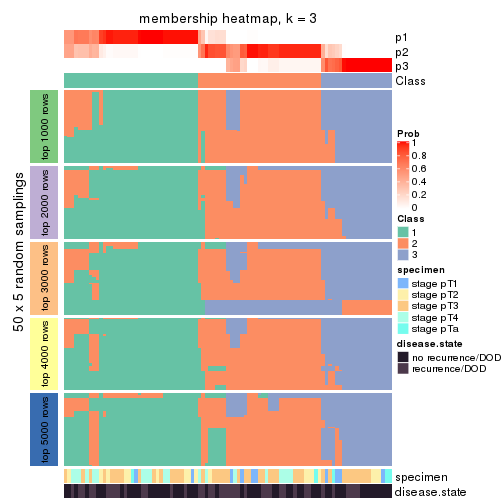 membership heatmap, k = 3
p1
p2
p3
Class
50 x 5 random samplings
top 1000 rows
top 2000 rows
top 3000 rows
top 4000 rows
top 5000 rows
specimen
disease.state
Prob
1
0.8
0.6
0.4
0.2
0
Class
1
2
3
specimen
stage pT1
stage pT2
stage pT3
stage pT4
stage pTa
disease.state
no recurrence/DOD
recurrence/DOD